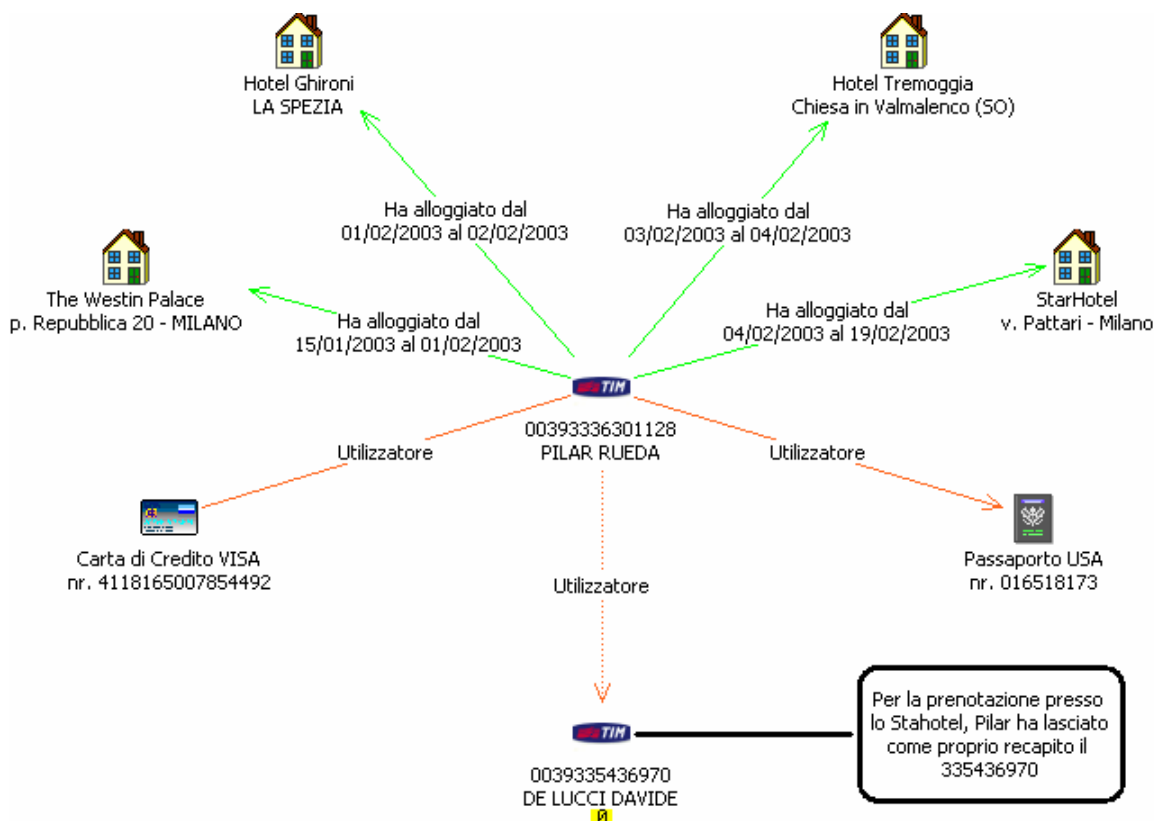 Hotel Ghironi
LA SPEZIA
Hotel Tremoggia
Chiesa in Valmalenco (SO)
Ha alloggiato dal
01/02/2003 al 02/02/2003
Ha alloggiato dal
03/02/2003 al 04/02/2003
The Westin Palace
p. Repubblica 20 - MILANO
StarHotel
v. Pattari - Milano
Ha alloggiato dal
15/01/2003 al 01/02/2003
Ha alloggiato dal
04/02/2003 al 19/02/2003
TIM
00393336301128
PILAR RUEDA
Utilizzatore
Utilizzatore
Carta di Credito VISA
nr. 4118165007854492
Passaporto USA
nr. 016518173
Utilizzatore
TIM
0039335436970
DE LUCCI DAVIDE
0
Per la prenotazione presso
lo Stahotel, Pilar ha lasciato
come proprio recapito il
335436970